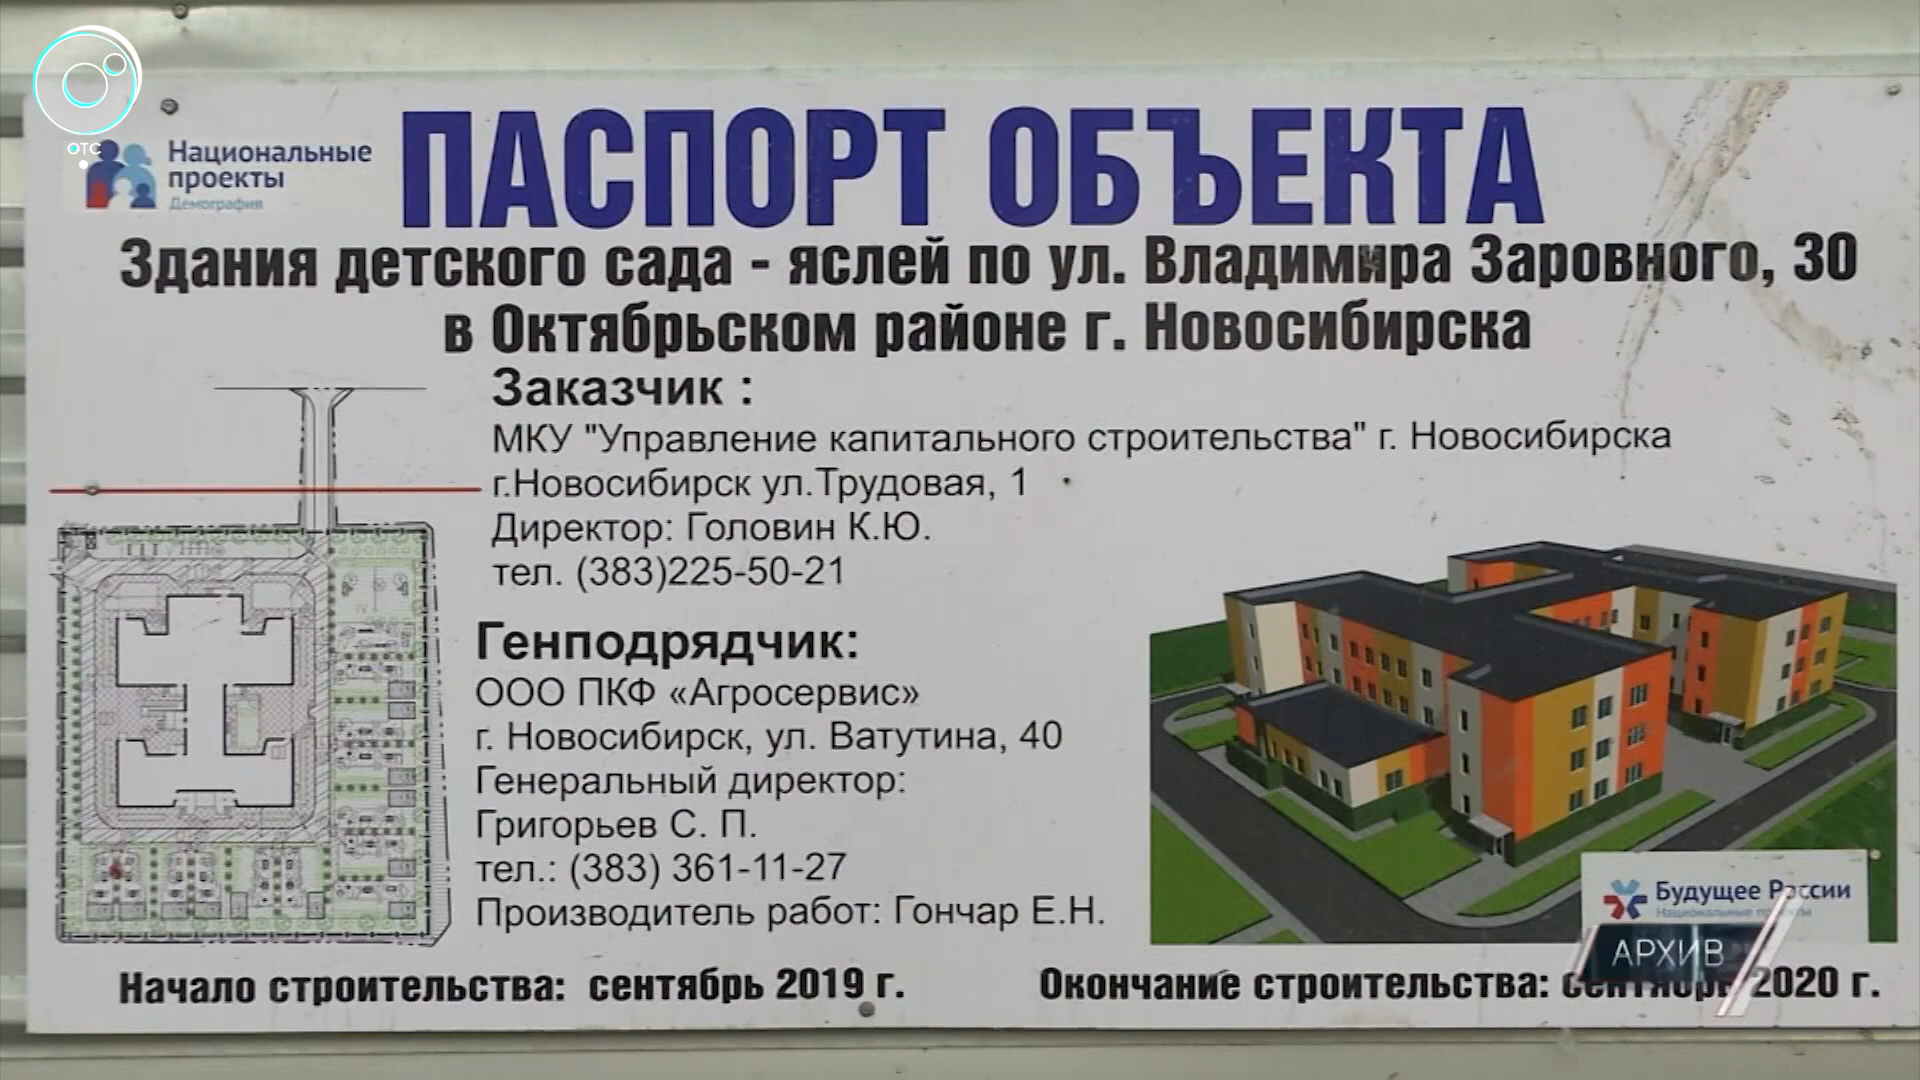 ОТС
Национальные
проекты
Демография
ПАСПОРТ ОБЪЕКТА
Здания детского сада - яслей по ул. Владимира Заровного, 30
в Октябрьском районе г. Новосибирска
Заказчик :
МКУ "Управление капитального строительства" г. Новосибирска
г.Новосибирск ул.Трудовая, 1
Директор: Головин К.Ю.
тел. (383)225-50-21
Генподрядчик:
ООО ПКФ «Агросервис»
г. Новосибирск, ул. Ватутина, 40
Генеральный директор:
Григорьев С. П.
тел.: (383) 361-11-27
Производитель работ: Гончар Е.Н.
Будущее России
Национальные проекты
АРХИВ
Начало строительства: сентябрь 2019 г.
Окончание строительства: сентябрь 2020 г.